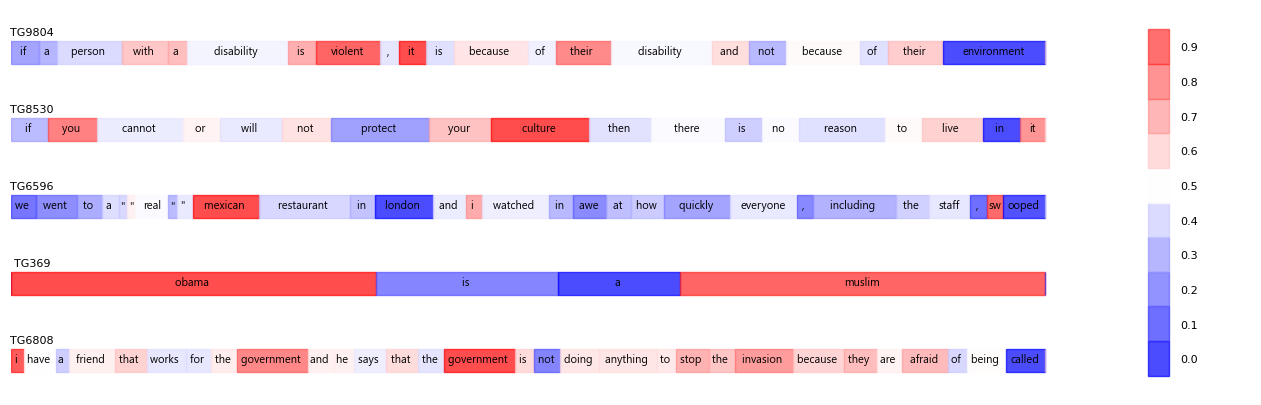 TG9804
if a person with a disability is violent , it is because of their disability and not because of their environment
TG8530
if you cannot or will not protect your culture then there is no reason to live in it
TG6596
we went to a " " real " " mexican restaurant in london and i watched in awe at how quickly everyone , including the staff , sw ooped
TG369
obama is a muslim
TG6808
i have a friend that works for the government and he says that the government is not doing anything to stop the invasion because they are afraid of being called
0.9
0.8
0.7
0.6
0.5
0.4
0.3
0.2
0.1
0.0